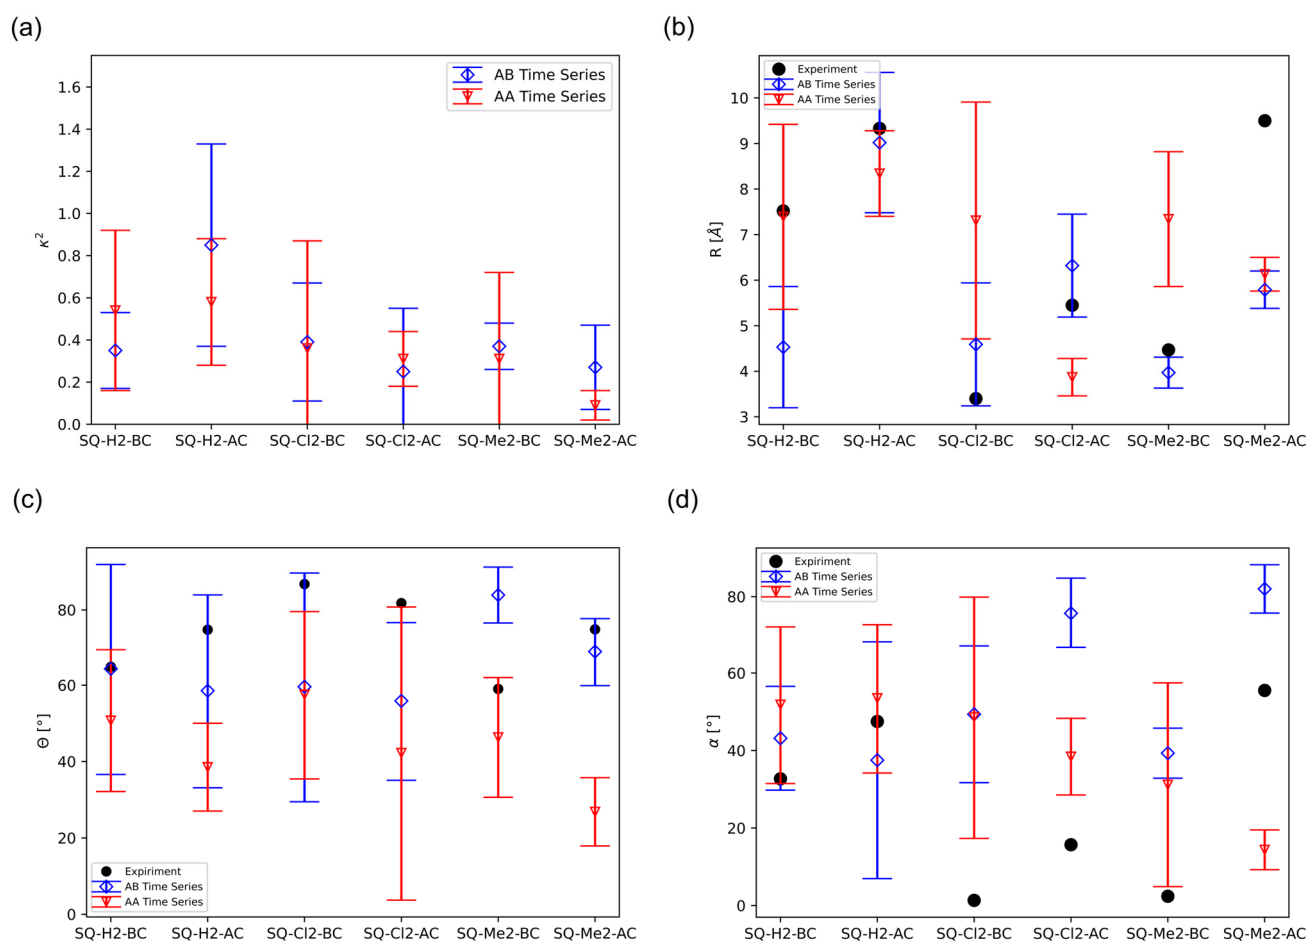 (a)
κ²
1.6
1.4
1.2
1.0
0.8
0.6
0.4
0.2
0.0
AB Time Series
AA Time Series
SQ-H2-BC SQ-H2-AC SQ-Cl2-BC SQ-Cl2-AC SQ-Me2-BC SQ-Me2-AC
(b)
R [Å]
10
9
8
7
6
5
4
3
Experiment
AB Time Series
AA Time Series
SQ-H2-BC SQ-H2-AC SQ-Cl2-BC SQ-Cl2-AC SQ-Me2-BC SQ-Me2-AC
(c)
Θ [°]
80
60
40
20
0
Expiriment
AB Time Series
AA Time Series
SQ-H2-BC SQ-H2-AC SQ-Cl2-BC SQ-Cl2-AC SQ-Me2-BC SQ-Me2-AC
(d)
α [°]
80
60
40
20
0
Expiriment
AB Time Series
AA Time Series
SQ-H2-BC SQ-H2-AC SQ-Cl2-BC SQ-Cl2-AC SQ-Me2-BC SQ-Me2-AC